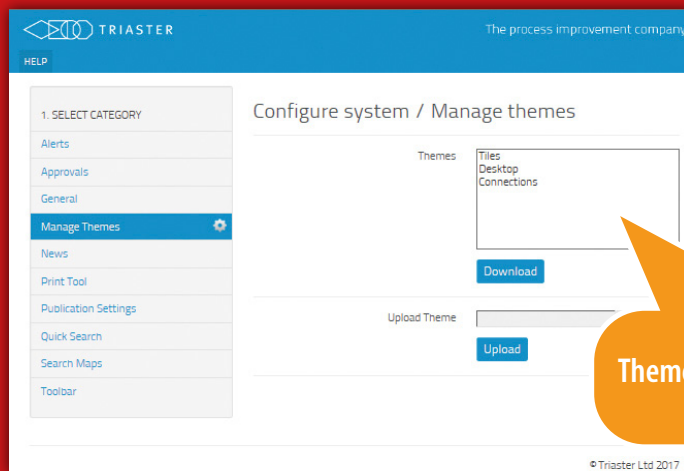 TRIASTER
The process improvement company
HELP
1. SELECT CATEGORY
Alerts
Approvals
General
Manage Themes
News
Print Tool
Publication Settings
Quick Search
Search Maps
Toolbar
Configure system / Manage themes
Themes
Tiles
Desktop
Connections
Download
Upload Theme
Upload
Theme
© Triaster Ltd 2017